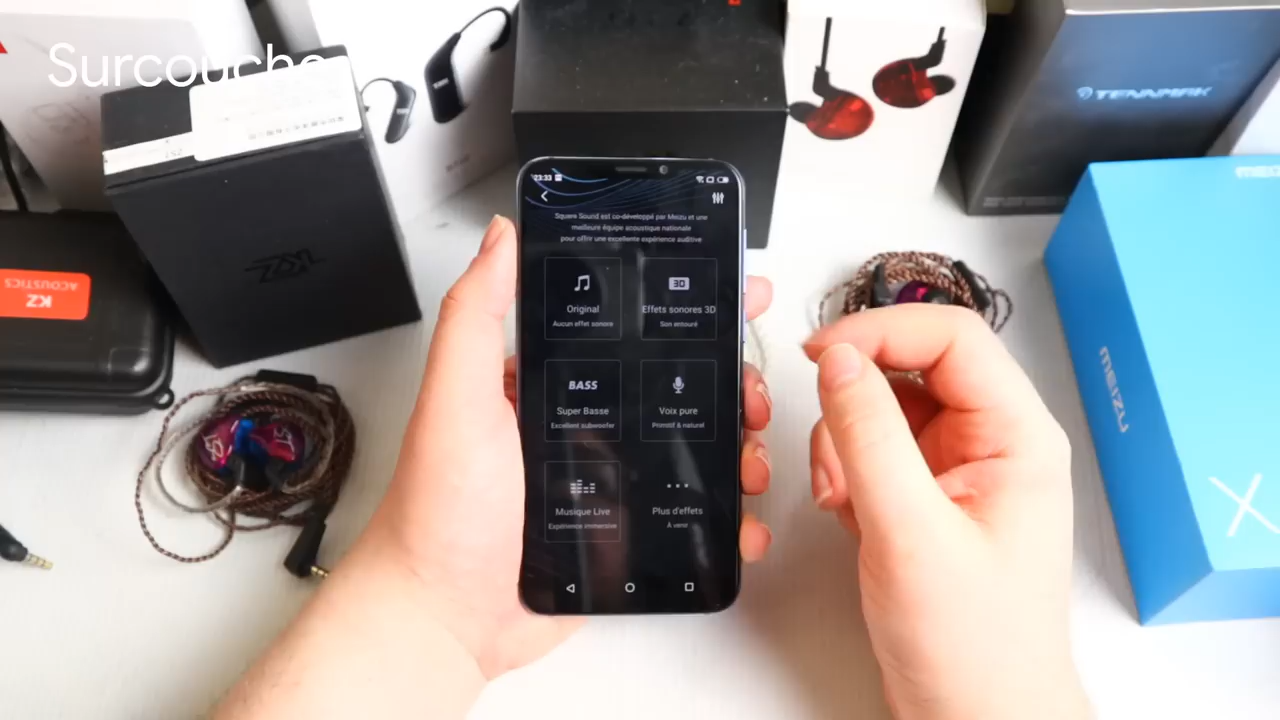 Surcouche
TENNMAK
MEIZU
KZ
KZ
ACOUSTICS
MEIZU
X
23:33
Square Sound est co-développé par Meizu et une
meilleure équipe acoustique nationale
pour offrir une excellente expérience auditive
Original
Aucun effet sonore
3D
Effets sonores 3D
Son entouré
BASS
Super Basse
Excellent subwoofer
Voix pure
Primitif & naturel
Musique Live
Expérience immersive
Plus d'effets
À venir